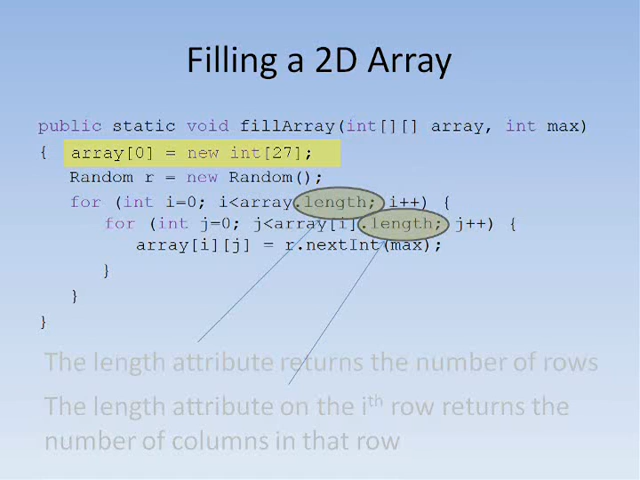 Filling a 2D Array
public static void fillArray(int[][] array, int max)
{ array[0] = new int[27];
Random r = new Random();
for (int i=0; i<array.length; i++) {
for (int j=0; j<array[i].length; j++) {
array[i][j] = r.nextInt(max);
}
}
}
The length attribute returns the number of rows
The length attribute on the ith row returns the
number of columns in that row